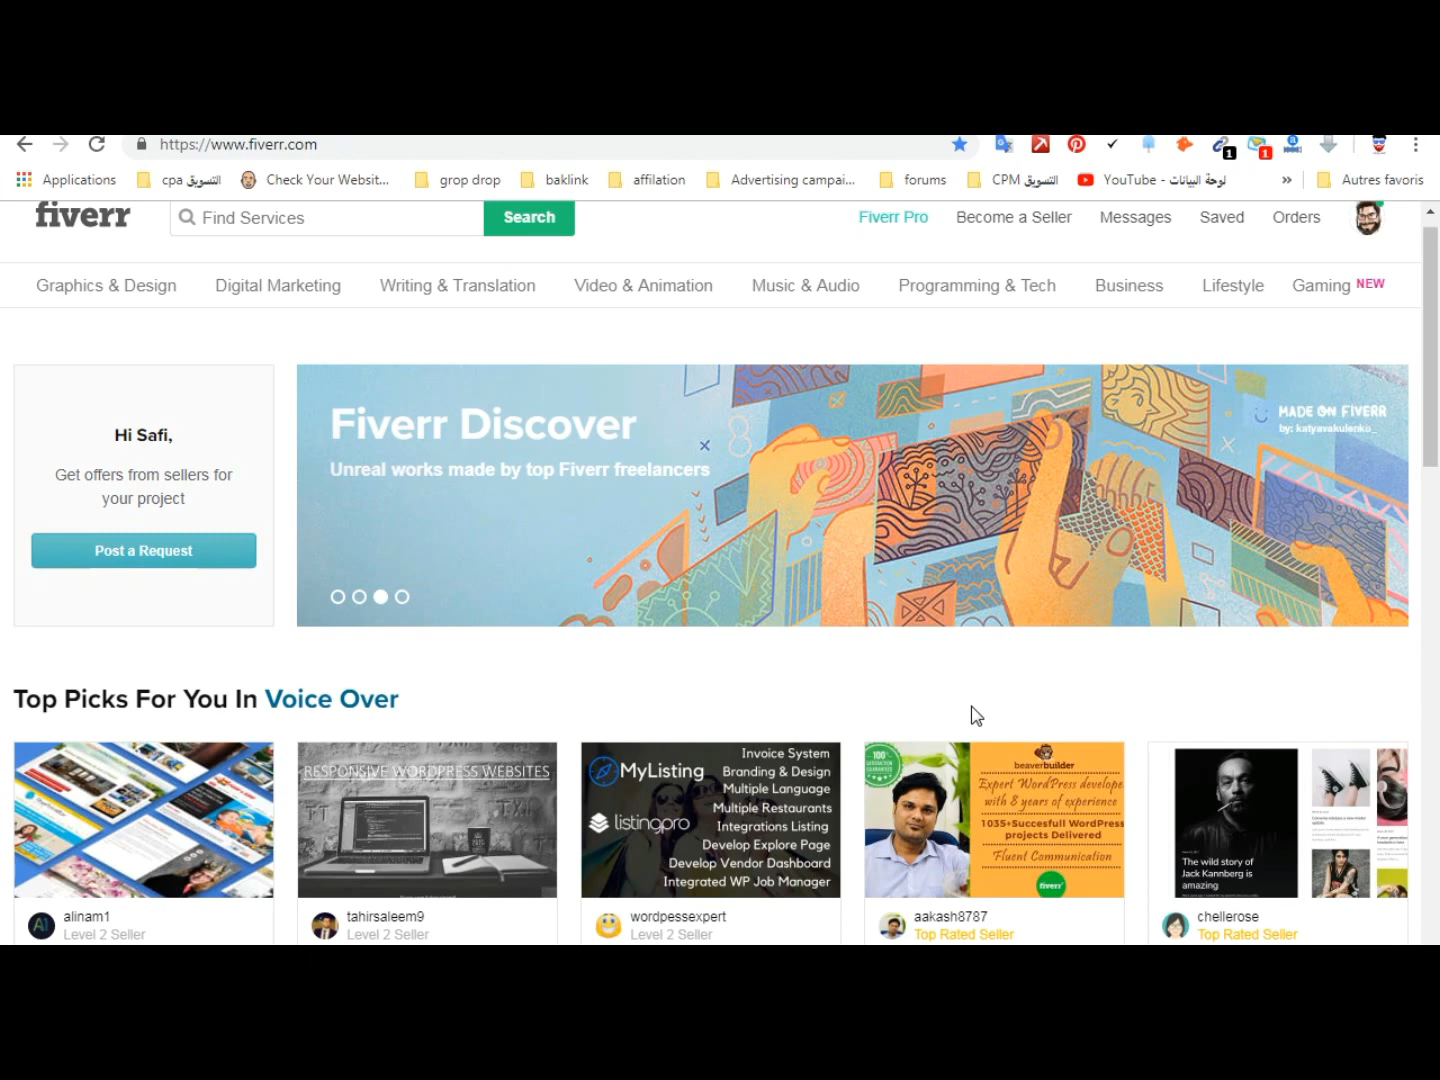 https://www.fiverr.com
1
1
Applications
cpa التسويق
Check Your Websit...
grop drop
baklink
affilation
Advertising campai...
forums
CPM التسويق
YouTube - لوحة البيانات
»
Autres favoris
fiverr
Find Services
Search
Fiverr Pro
Become a Seller
Messages
Saved
Orders
Graphics & Design
Digital Marketing
Writing & Translation
Video & Animation
Music & Audio
Programming & Tech
Business
Lifestyle
Gaming NEW
Hi Safi,
Get offers from sellers for
your project
Post a Request
Fiverr Discover
Unreal works made by top Fiverr freelancers
MADE ON FIVERR
by: katyavakulenko_
Top Picks For You In Voice Over
RESPONSIVE WORDPRESS WEBSITES
MyListing
listingpro
Invoice System
Branding & Design
Multiple Language
Multiple Restaurants
Integrations Listing
Develop Explore Page
Develop Vendor Dashboard
Integrated WP Job Manager
100%
beaverbuilder
Expert WordPress develope
with 8 years of experience
1035+Succesfull WordPress
projects Delivered
Fluent Communication
fiverr
The wild story of
Jack Kannberg is
amazing
alinam1
Level 2 Seller
tahirsaleem9
Level 2 Seller
wordpessexpert
Level 2 Seller
aakash8787
Top Rated Seller
chellerose
Top Rated Seller